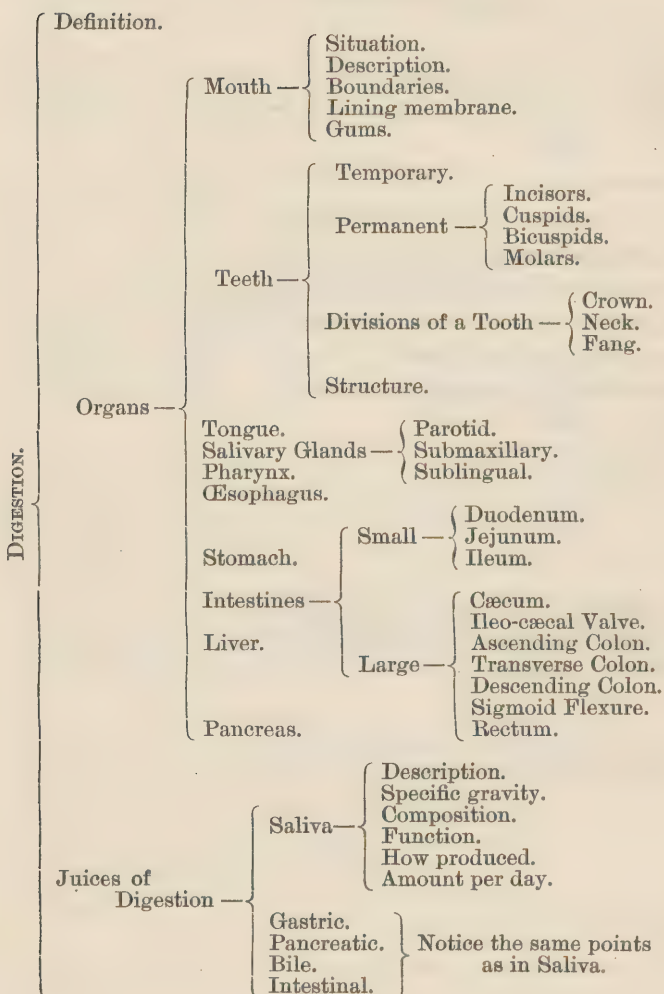 DIGESTION.
Definition.
Organs
Mouth
Situation.
Description.
Boundaries.
Lining membrane.
Gums.
Teeth
Temporary.
Permanent
Incisors.
Cuspids.
Bicuspids.
Molars.
Divisions of a Tooth
Crown.
Neck.
Fang.
Structure.
Tongue.
Salivary Glands
Parotid.
Submaxillary.
Sublingual.
Pharynx.
Œsophagus.
Stomach.
Intestines
Small
Duodenum.
Jejunum.
Ileum.
Large
Cæcum.
Ileo-cæcal Valve.
Ascending Colon.
Transverse Colon.
Descending Colon.
Sigmoid Flexure.
Rectum.
Liver.
Pancreas.
Juices of
Digestion
Saliva
Description.
Specific gravity.
Composition.
Function.
How produced.
Amount per day.
Gastric.
Pancreatic.
Bile.
Intestinal.
Notice the same points
as in Saliva.